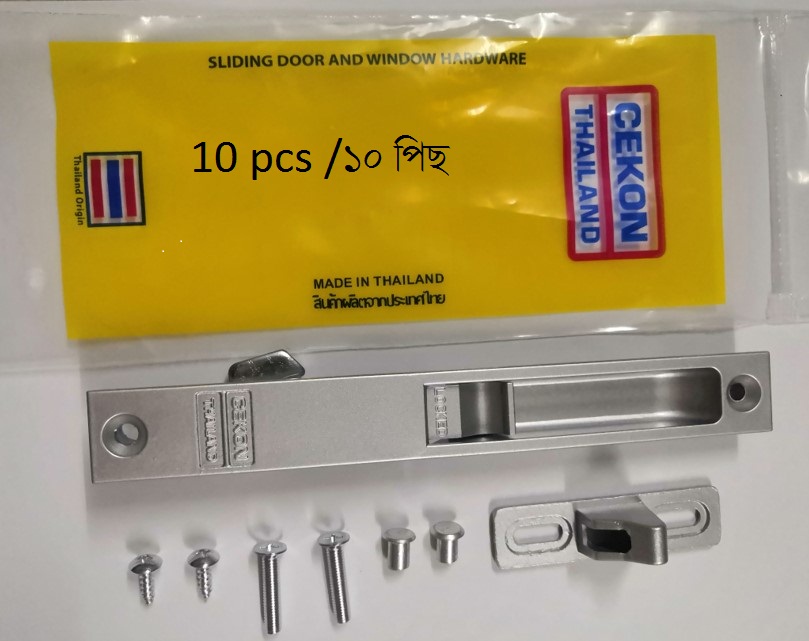 SLIDING DOOR AND WINDOW HARDWARE
Thailand Origin
10 pcs /১০ পিছ
CEKON
THAILAND
MADE IN THAILAND
สินค้าผลิตจากประเทศไทย
CEKON
THAILAND
LOCKED